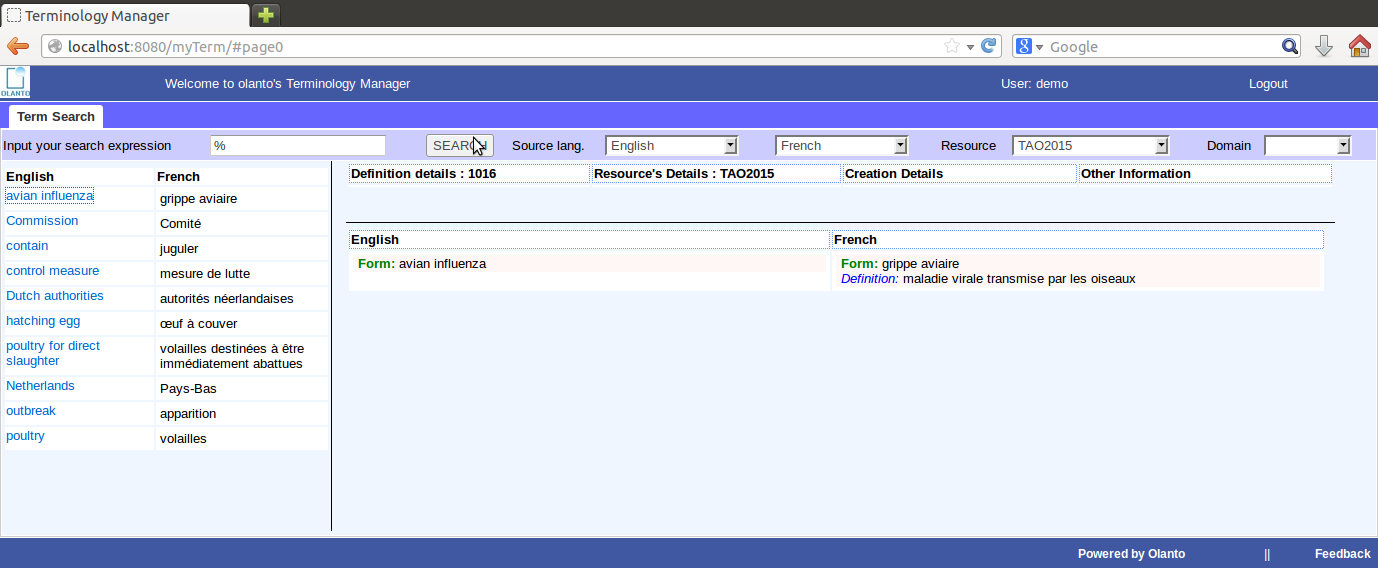 Terminology Manager
localhost:8080/myTerm/#page0
Google
OLANTO
Welcome to olanto's Terminology Manager
User: demo
Logout
Term Search
Input your search expression
%
SEARCH
Source lang.
English
French
Resource
TAO2015
Domain
English French
avian influenza grippe aviaire
Commission Comité
contain juguler
control measure mesure de lutte
Dutch authorities autorités néerlandaises
hatching egg œuf à couver
poultry for direct volailles destinées à être
slaughter immédiatement abattues
Netherlands Pays-Bas
outbreak apparition
poultry volailles
Definition details : 1016
Resource's Details : TAO2015
Creation Details
Other Information
English French
Form: avian influenza Form: grippe aviaire
Definition: maladie virale transmise par les oiseaux
Powered by Olanto || Feedback